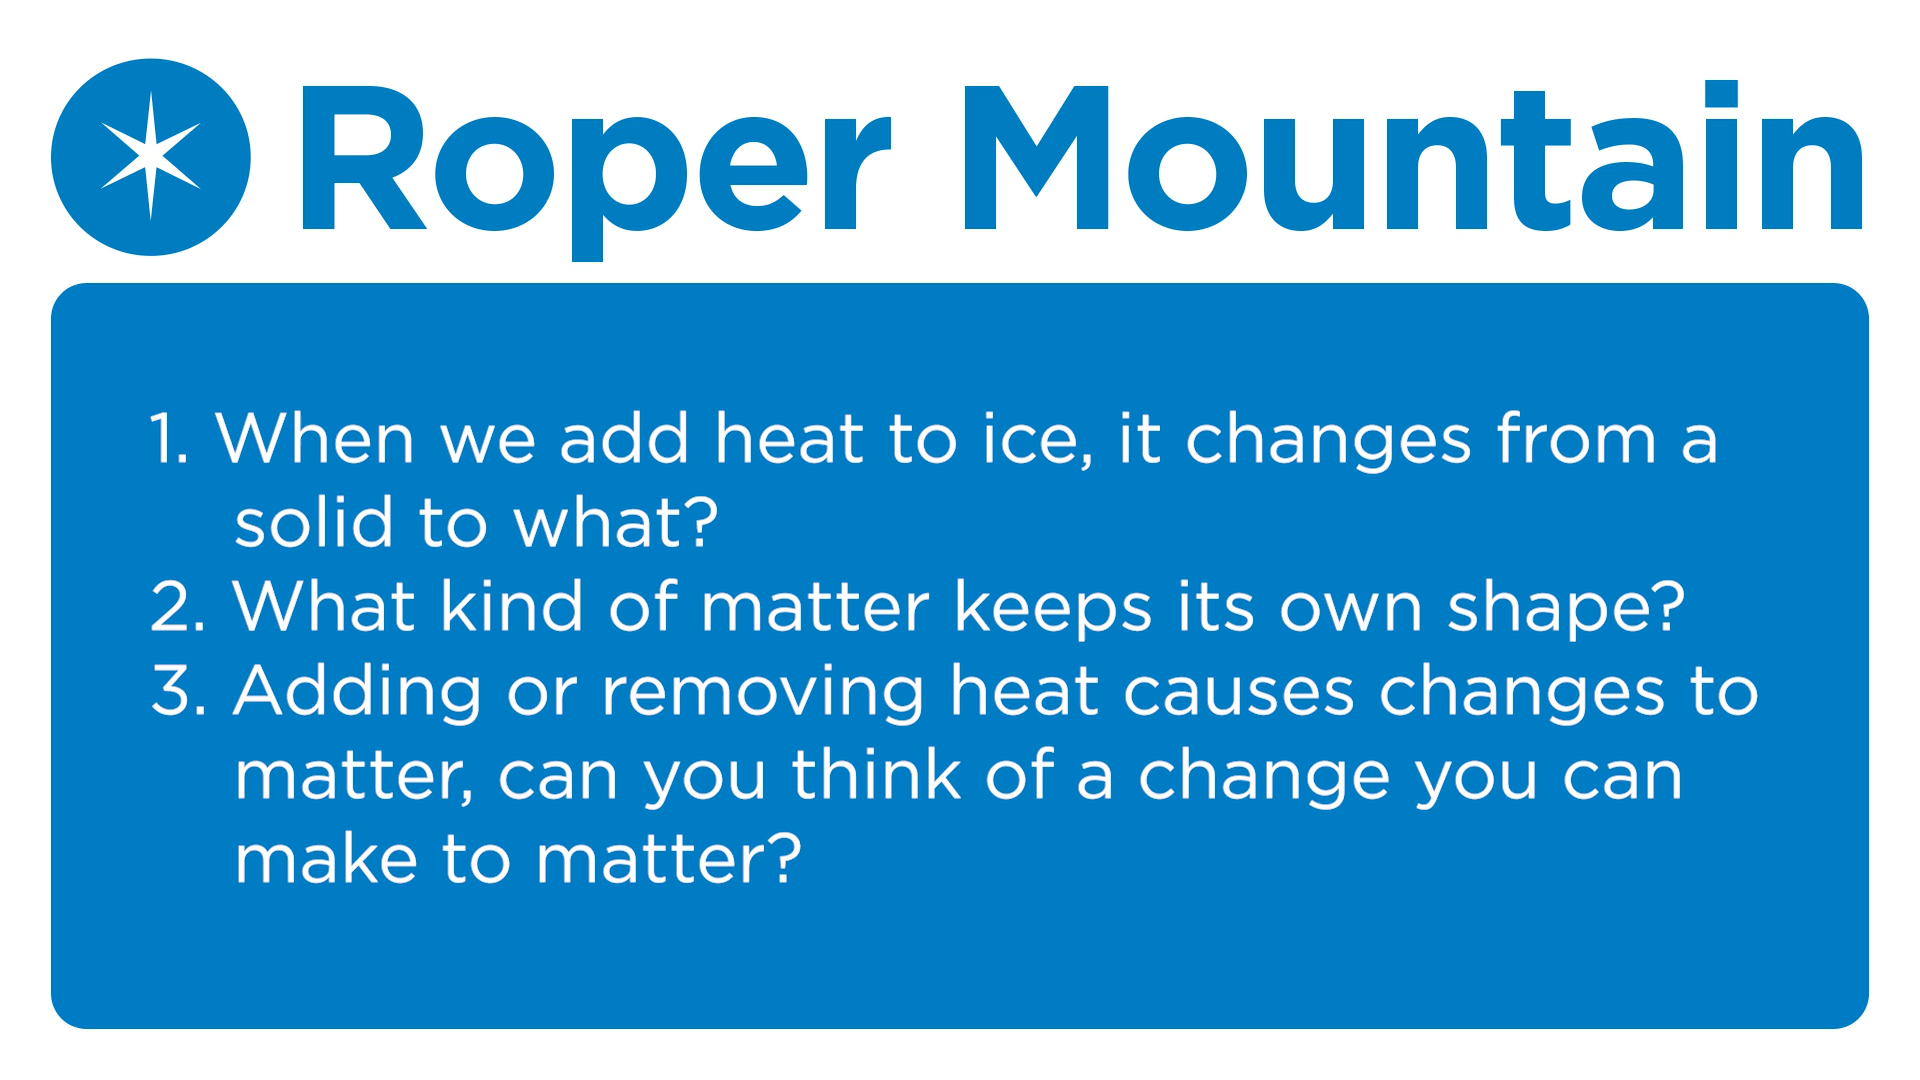 Roper Mountain
1. When we add heat to ice, it changes from a
solid to what?
2. What kind of matter keeps its own shape?
3. Adding or removing heat causes changes to
matter, can you think of a change you can
make to matter?